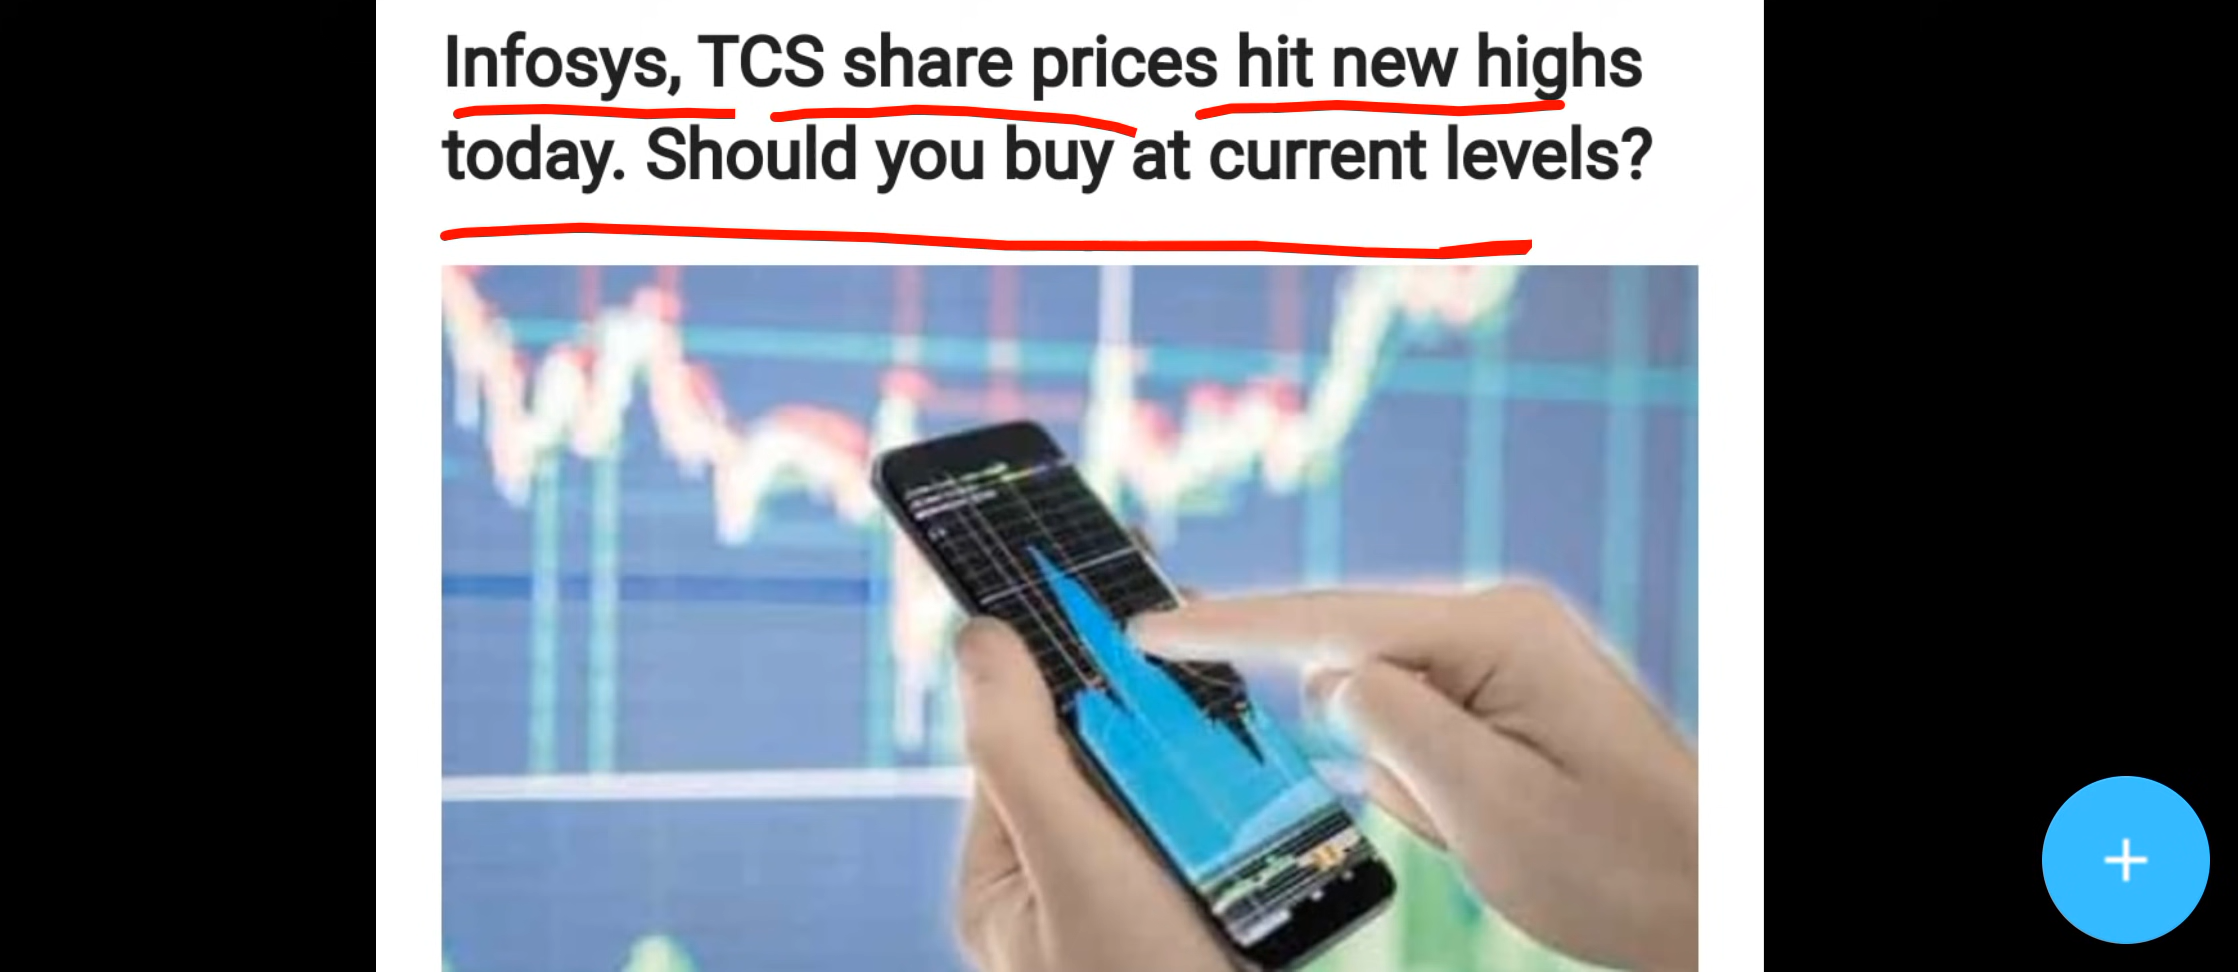 Infosys, TCS share prices hit new highs
today. Should you buy at current levels?
+